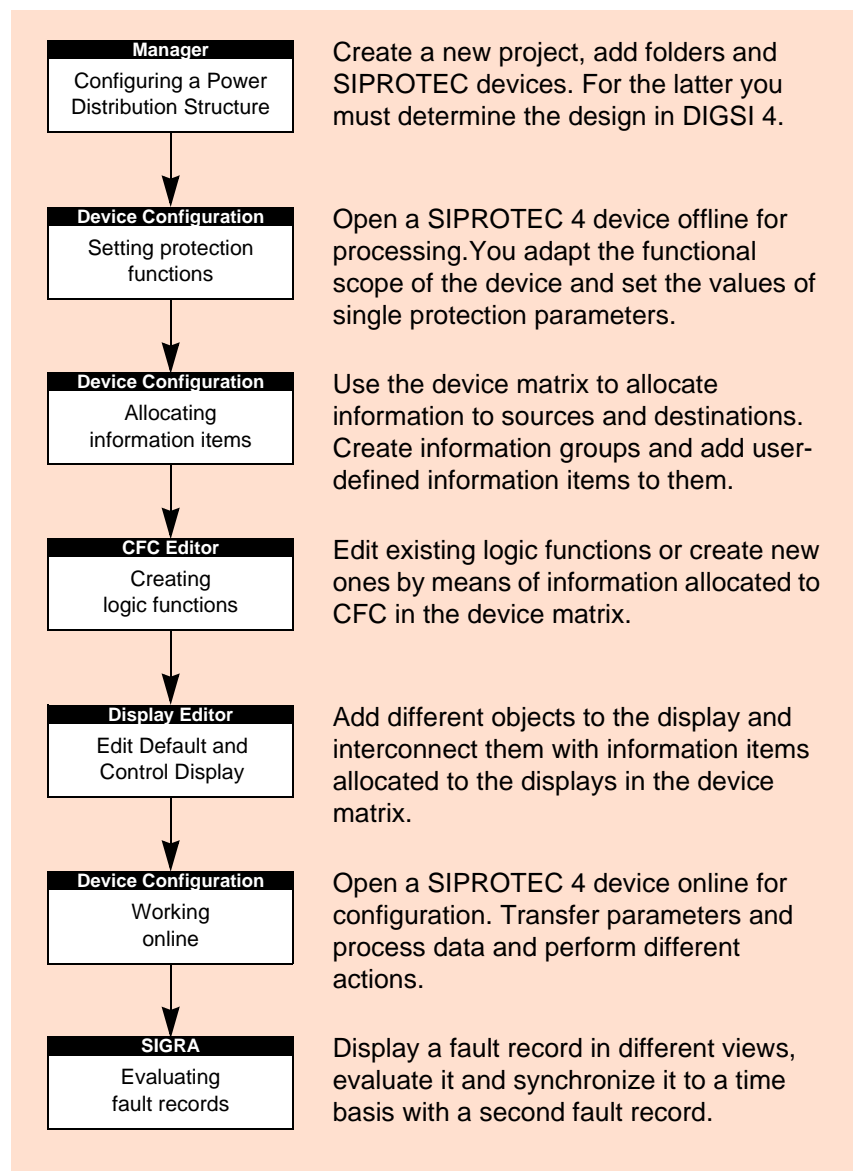 Manager
Configuring a Power
Distribution Structure
Create a new project, add folders and
SIPROTEC devices. For the latter you
must determine the design in DIGSI 4.
Device Configuration
Setting protection
functions
Open a SIPROTEC 4 device offline for
processing.You adapt the functional
scope of the device and set the values of
single protection parameters.
Device Configuration
Allocating
information items
Use the device matrix to allocate
information to sources and destinations.
Create information groups and add user-
defined information items to them.
CFC Editor
Creating
logic functions
Edit existing logic functions or create new
ones by means of information allocated to
CFC in the device matrix.
Display Editor
Edit Default and
Control Display
Add different objects to the display and
interconnect them with information items
allocated to the displays in the device
matrix.
Device Configuration
Working
online
Open a SIPROTEC 4 device online for
configuration. Transfer parameters and
process data and perform different
actions.
SIGRA
Evaluating
fault records
Display a fault record in different views,
evaluate it and synchronize it to a time
basis with a second fault record.